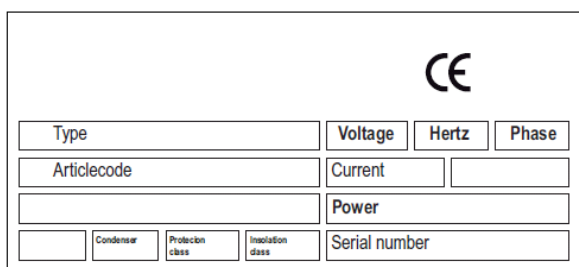 CE
Type Voltage Hertz Phase
Articlecode Current
Power
Condenser Protecion class Insolation class Serial number